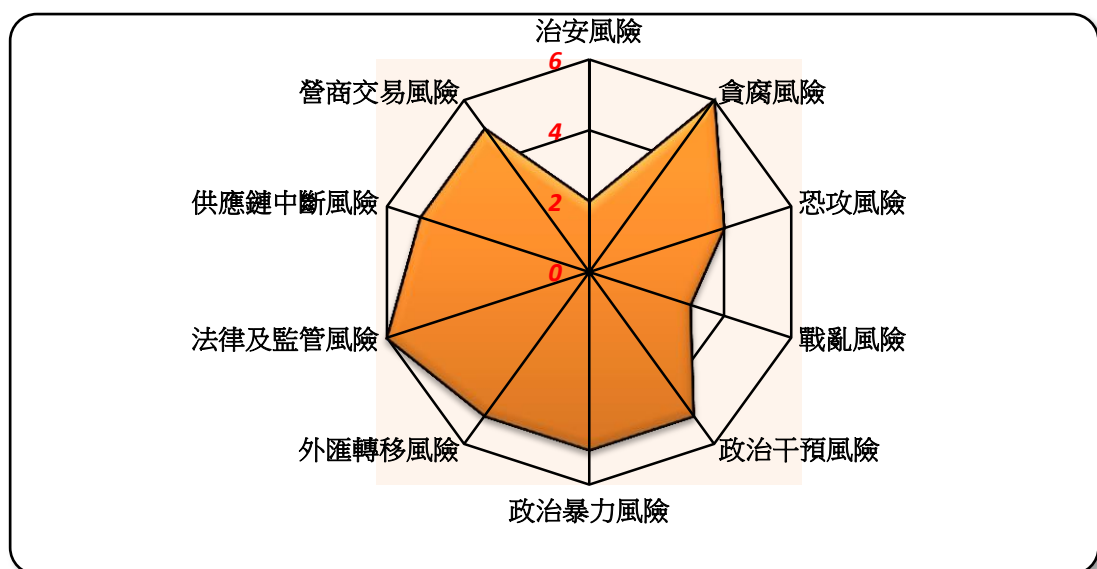 治安風險
6
營商交易風險
貪腐風險
4
供應鏈中斷風險
2
恐攻風險
0
法律及監管風險
戰亂風險
外匯轉移風險
政治干預風險
政治暴力風險